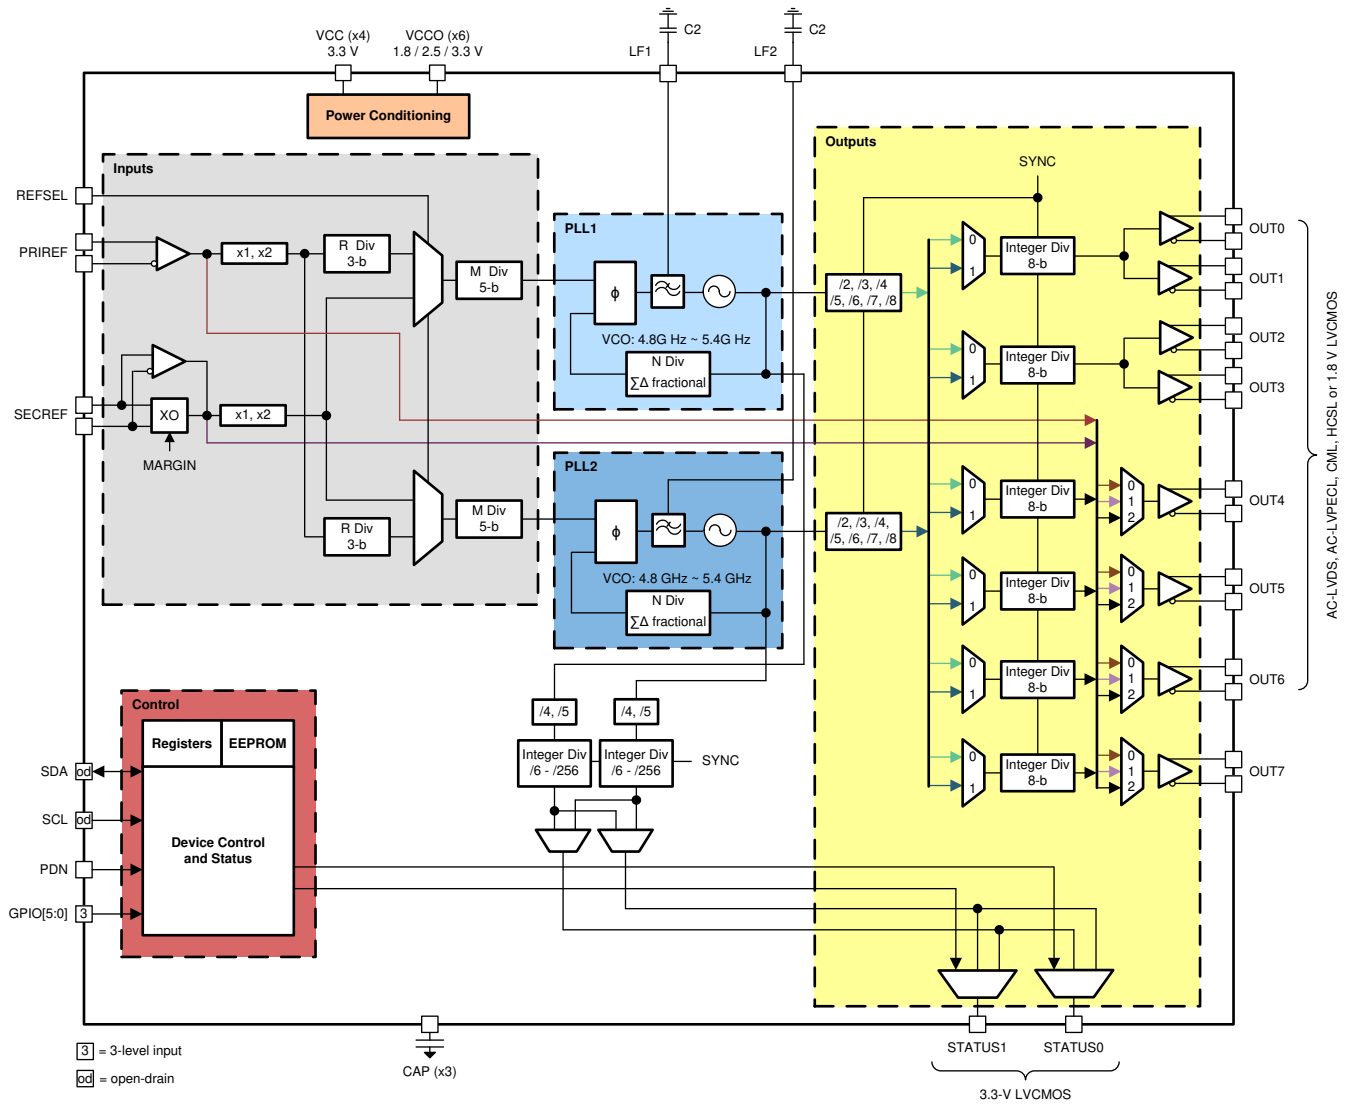 VCC (x4)
3.3 V
VCCO (x6)
1.8 / 2.5 / 3.3 V
C2
C2
LF1
LF2
Power Conditioning
Inputs
REFSEL
PRIREF
x1, x2
R Div
3-b
M Div
5-b
SECREF
XO
x1, x2
MARGIN
R Div
3-b
M Div
5-b
PLL1
ϕ
VCO: 4.8G Hz ~ 5.4G Hz
N Div
∑Δ fractional
PLL2
ϕ
VCO: 4.8 GHz ~ 5.4 GHz
N Div
∑Δ fractional
Outputs
SYNC
/2, /3, /4
/5, /6, /7, /8
/2, /3, /4,
/5, /6, /7, /8
0
1
Integer Div
8-b
OUT0
OUT1
0
1
Integer Div
8-b
OUT2
OUT3
0
1
Integer Div
8-b
0
1
2
OUT4
0
1
Integer Div
8-b
0
1
2
OUT5
0
1
Integer Div
8-b
0
1
2
OUT6
0
1
Integer Div
8-b
0
1
2
OUT7
AC-LVDS, AC-LVPECL, CML, HCSL or 1.8 V LVCMOS
/4, /5
/4, /5
Integer Div
/6 - /256
Integer Div
/6 - /256
SYNC
Control
Registers
EEPROM
Device Control
and Status
SDA
od
SCL
od
PDN
GPIO[5:0]
3
STATUS1
STATUS0
3.3-V LVCMOS
CAP (x3)
3 = 3-level input
od = open-drain